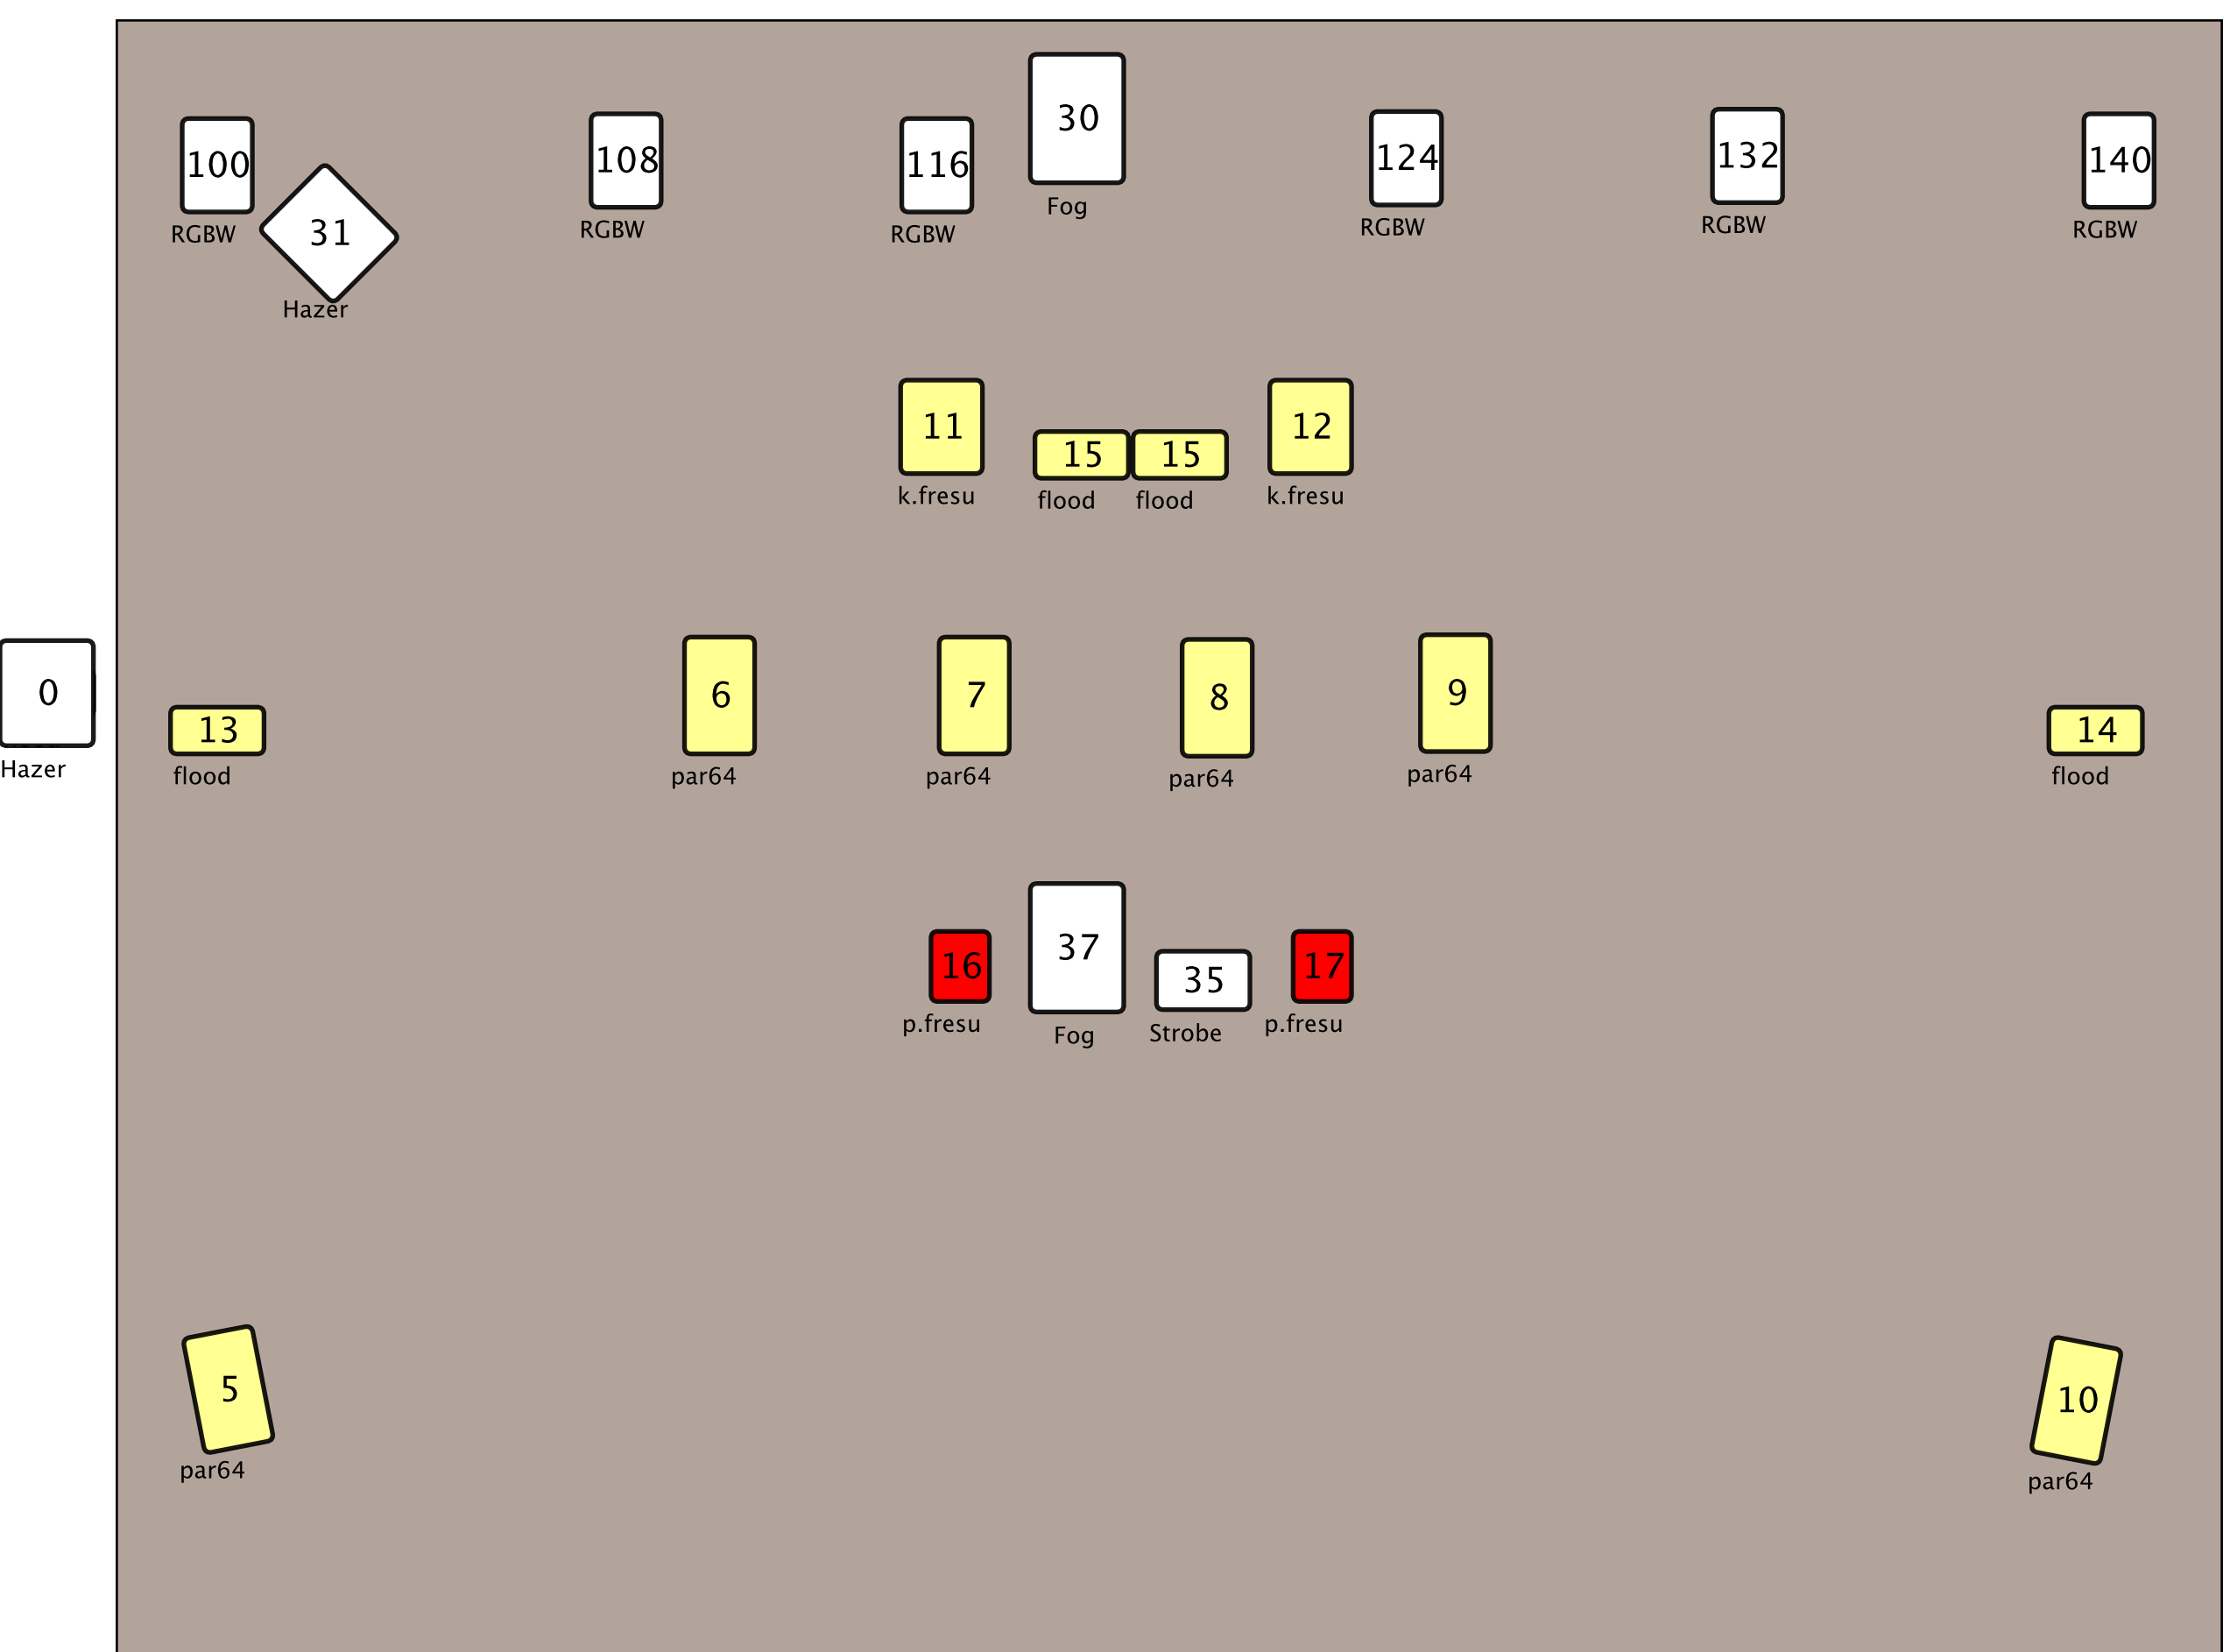 30
100
108
116
124
132
140
Fog
RGBW
RGBW
RGBW
RGBW
RGBW
RGBW
31
Hazer
11
15
15
12
k.fresu
flood
flood
k.fresu
0
Hazer
13
flood
6
par64
7
par64
8
par64
9
par64
14
flood
16
p.fresu
37
Fog
35
Strobe
17
p.fresu
5
par64
10
par64